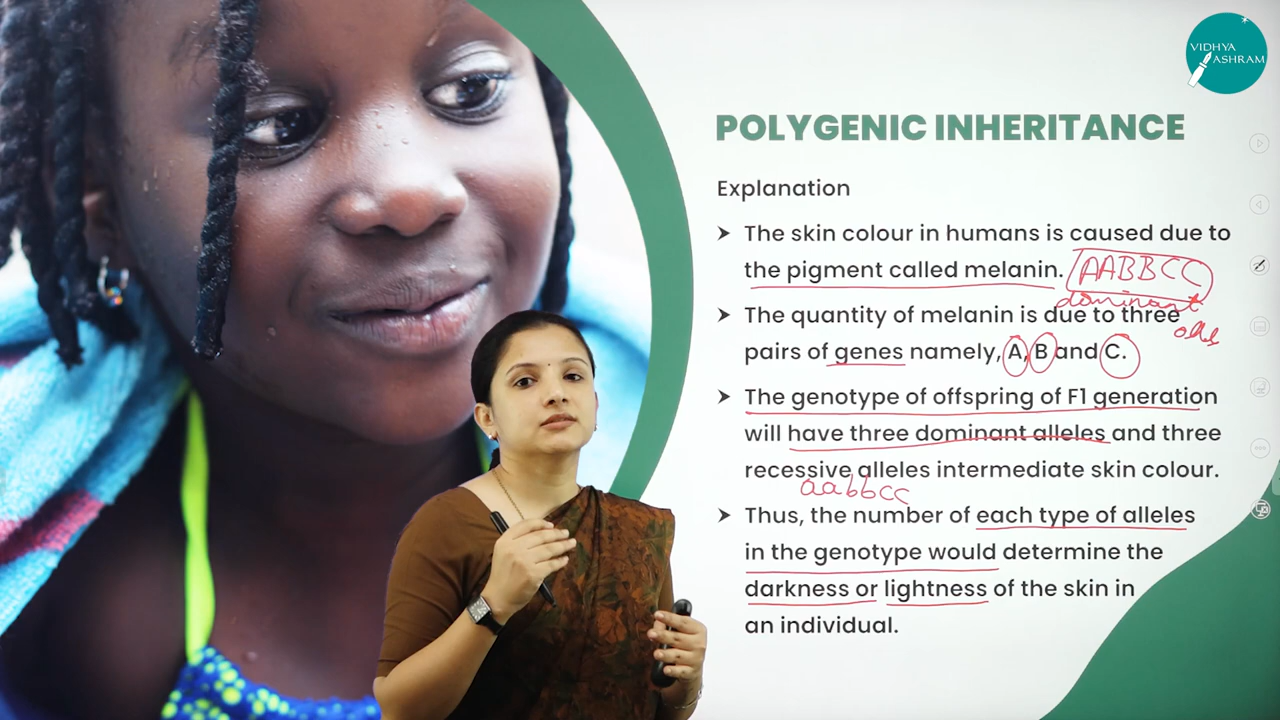 VIDHYA
ASHRAM
POLYGENIC INHERITANCE
Explanation
➤ The skin colour in humans is caused due to
the pigment called melanin. AABBCC
dominant
➤ The quantity of melanin is due to three
pairs of genes namely, A, B and C.
➤ The genotype of offspring of F1 generation
will have three dominant alleles and three
recessive alleles intermediate skin colour.
aabbcc
➤ Thus, the number of each type of alleles
in the genotype would determine the
darkness or lightness of the skin in
an individual.